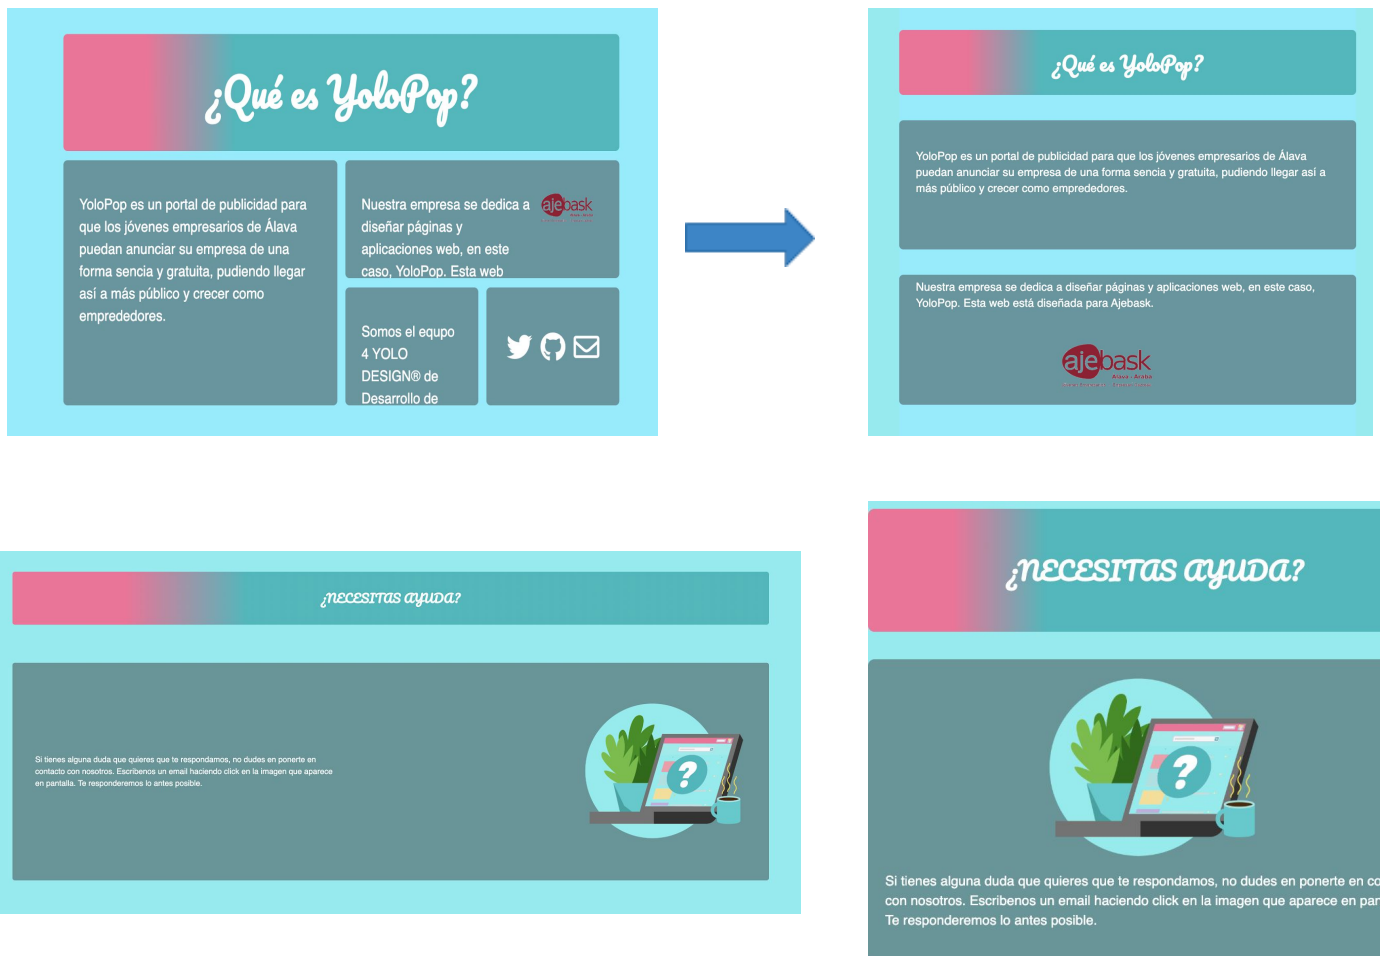 ¿Qué es YoloPop?
YoloPop es un portal de publicidad para
que los jóvenes empresarios de Álava
puedan anunciar su empresa de una
forma sencia y gratuita, pudiendo llegar
así a más público y crecer como
emprededores.
Nuestra empresa se dedica a
diseñar páginas y
aplicaciones web, en este
caso, YoloPop. Esta web
ajebask
Somos el equpo
4 YOLO
DESIGN® de
Desarrollo de
¿Qué es YoloPop?
YoloPop es un portal de publicidad para que los jóvenes empresarios de Álava
puedan anunciar su empresa de una forma sencia y gratuita, pudiendo llegar así a
más público y crecer como emprededores.
Nuestra empresa se dedica a diseñar páginas y aplicaciones web, en este caso,
YoloPop. Esta web está diseñada para Ajebask.
ajebask
Álava - Araba
¿NECESITAS AYUDA?
Si tienes alguna duda que quieres que te respondamos, no dudes en ponerte en
contacto con nosotros. Escribenos un email haciendo click en la imagen que aparece
en pantalla. Te responderemos lo antes posible.
?
¿NECESITAS AYUDA?
?
Si tienes alguna duda que quieres que te respondamos, no dudes en ponerte en co
con nosotros. Escribenos un email haciendo click en la imagen que aparece en pan
Te responderemos lo antes posible.